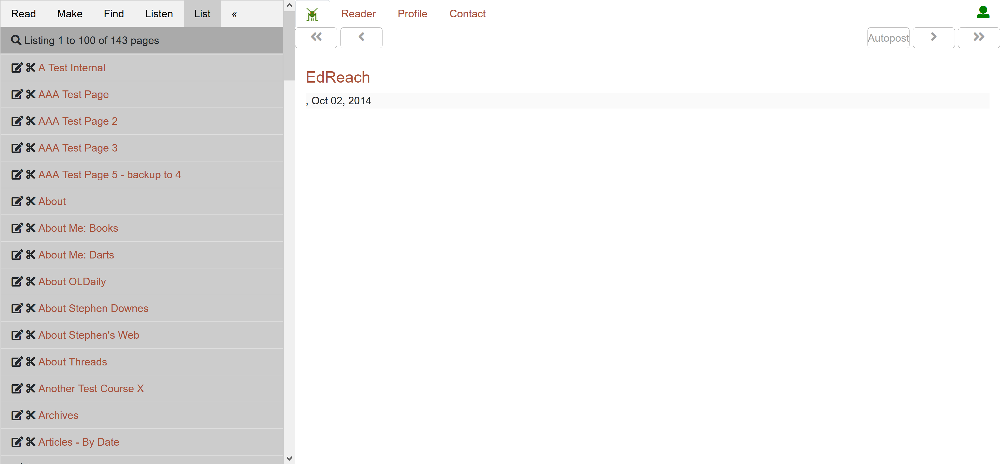 Read Make Find Listen List «
Listing 1 to 100 of 143 pages
A Test Internal
AAA Test Page
AAA Test Page 2
AAA Test Page 3
AAA Test Page 5 - backup to 4
About
About Me: Books
About Me: Darts
About OLDaily
About Stephen Downes
About Stephen's Web
About Threads
Another Test Course X
Archives
Articles - By Date
Reader Profile Contact
Autopost
EdReach
, Oct 02, 2014